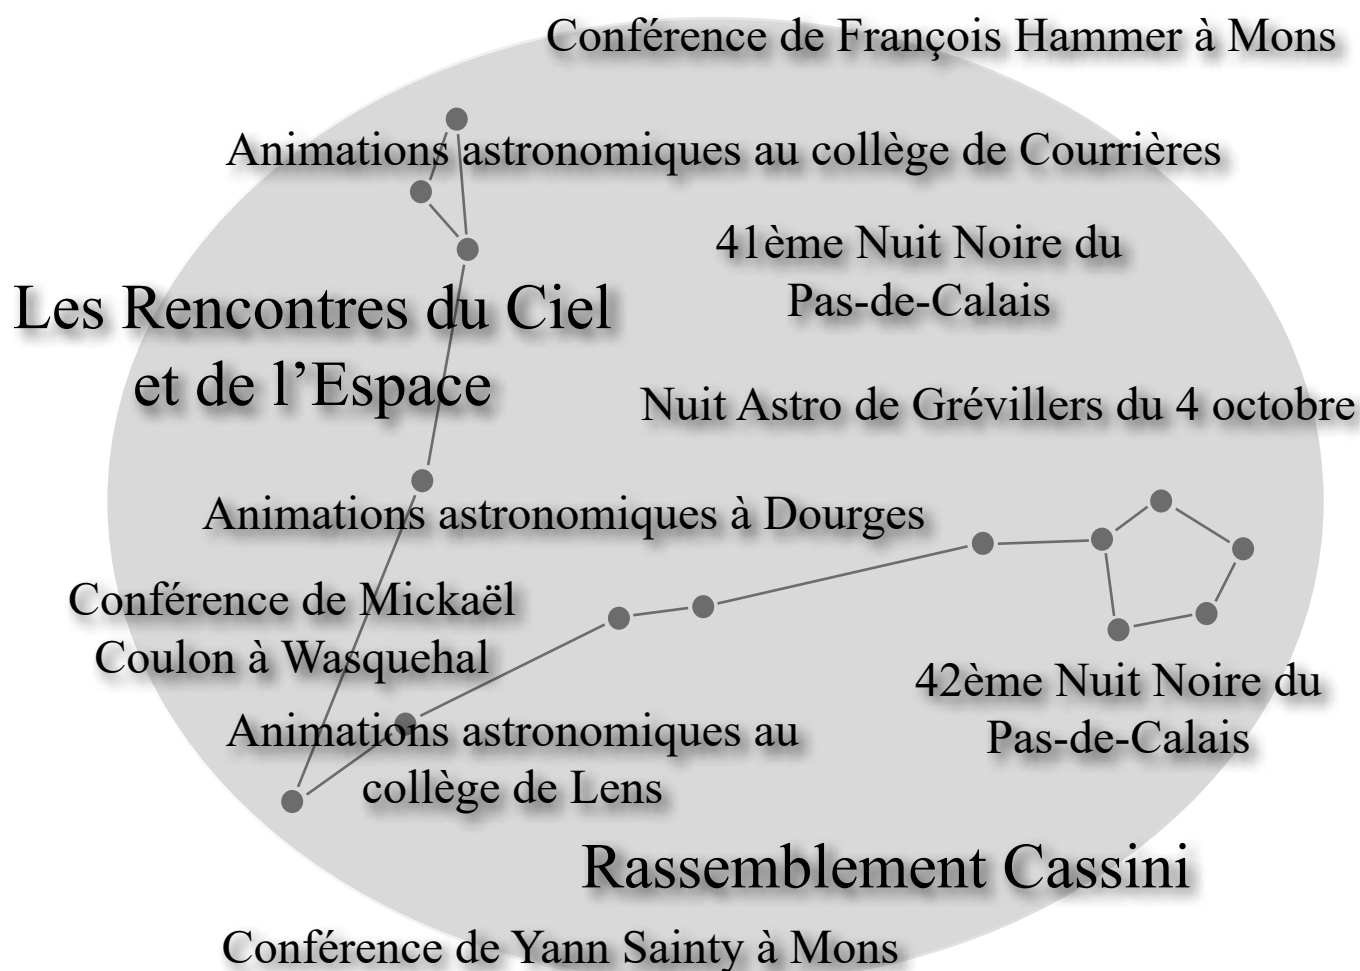 Conférence de François Hammer à Mons
Animations astronomiques au collège de Courrières
41ème Nuit Noire du
Pas-de-Calais
Les Rencontres du Ciel
et de l’Espace
Nuit Astro de Grévillers du 4 octobre
Animations astronomiques à Dourges
Conférence de Mickaël
Coulon à Wasquehal
42ème Nuit Noire du
Pas-de-Calais
Animations astronomiques au
collège de Lens
Rassemblement Cassini
Conférence de Yann Sainty à Mons